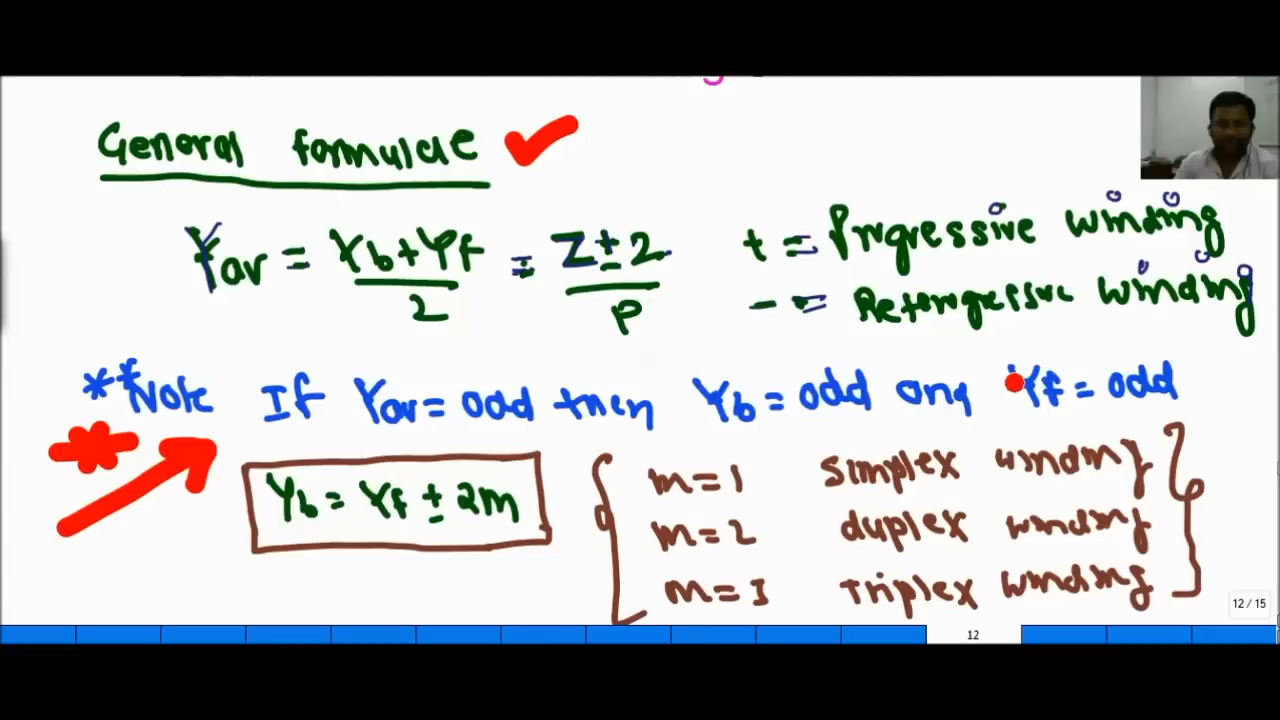 General formulae
Yav = Yb+Yf/2 = Z±2/P
+ = Progressive winding
- = Retrogressive winding
**Note If Yav = odd then Yb = odd and Yf = odd
Yb = Yf ± 2m
m=1 simplex winding
m=2 duplex winding
m=I Triplex winding
12 / 15
12